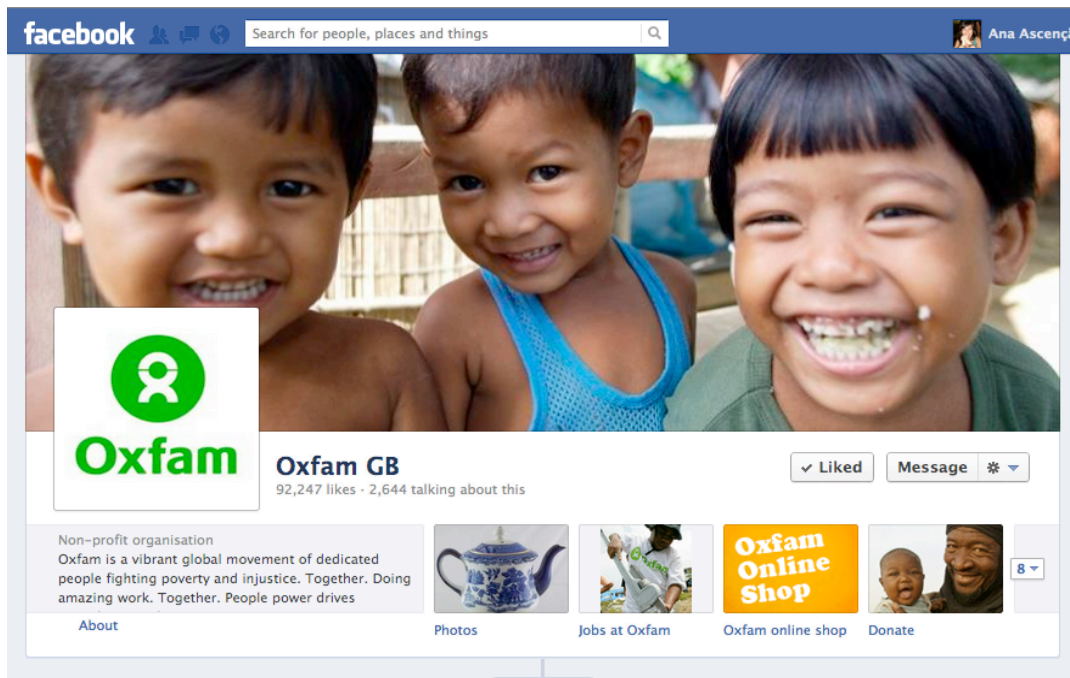 facebook
Search for people, places and things
Ana Ascençã
Oxfam
Oxfam GB
92,247 likes · 2,644 talking about this
✓ Liked
Message
Non-profit organisation
Oxfam is a vibrant global movement of dedicated
people fighting poverty and injustice. Together. Doing
amazing work. Together. People power drives
About
Oxfam
Photos
Jobs at Oxfam
Oxfam
Online
Shop
Oxfam online shop
Donate
8